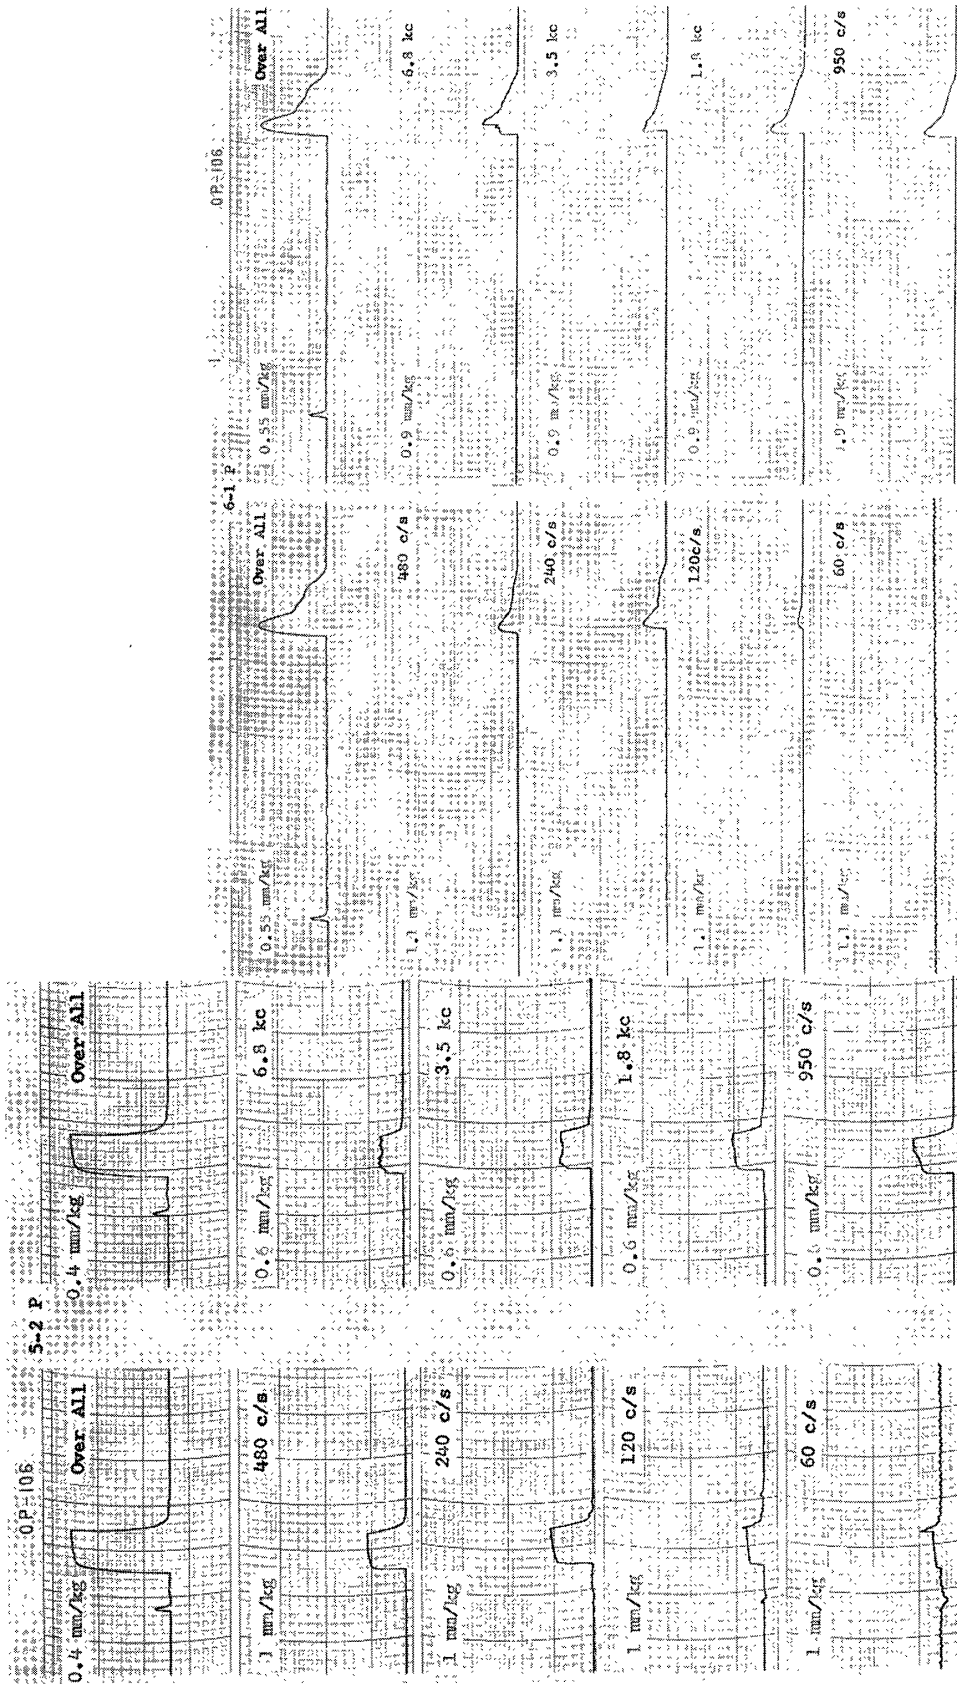 OP-106
5-2 P
0.4 mm/kg Over All
1 mm/kg 480 c/s
1 mm/kg 240 c/s
1 mm/kg 120 c/s
1 mm/kg 60 c/s
0.4 mm/kg Over All
0.6 mm/kg 6.8 kc
0.6 mm/kg 3.5 kc
0.6 mm/kg 1.8 kc
0.6 mm/kg 950 c/s
OP-106
6-1 P
0.55 mm/kg Over All
1.1 mm/kg 480 c/s
1.1 mm/kg 240 c/s
1.1 mm/kg 120c/s
1.1 mm/kg 60 c/s
0.55 mm/kg Over All
0.9 mm/kg 6.8 kc
0.9 mm/kg 3.5 kc
0.9 mm/kg 1.8 kc
950 c/s